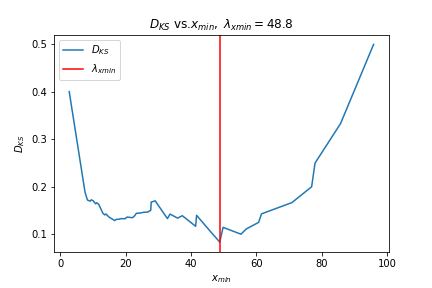 D_KS vs.x_min, λ_xmin = 48.8
D_KS
λ_xmin
0.5
0.4
0.3
0.2
0.1
D_KS
0
20
40
60
80
100
x_min